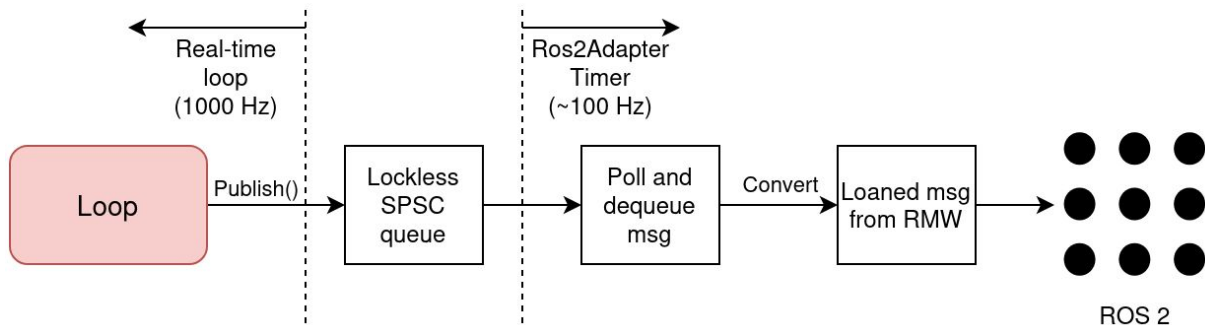 Real-time
loop
(1000 Hz)
Ros2Adapter
Timer
(~100 Hz)
Loop
Publish()
Lockless
SPSC
queue
Poll and
dequeue
msg
Convert
Loaned msg
from RMW
ROS 2